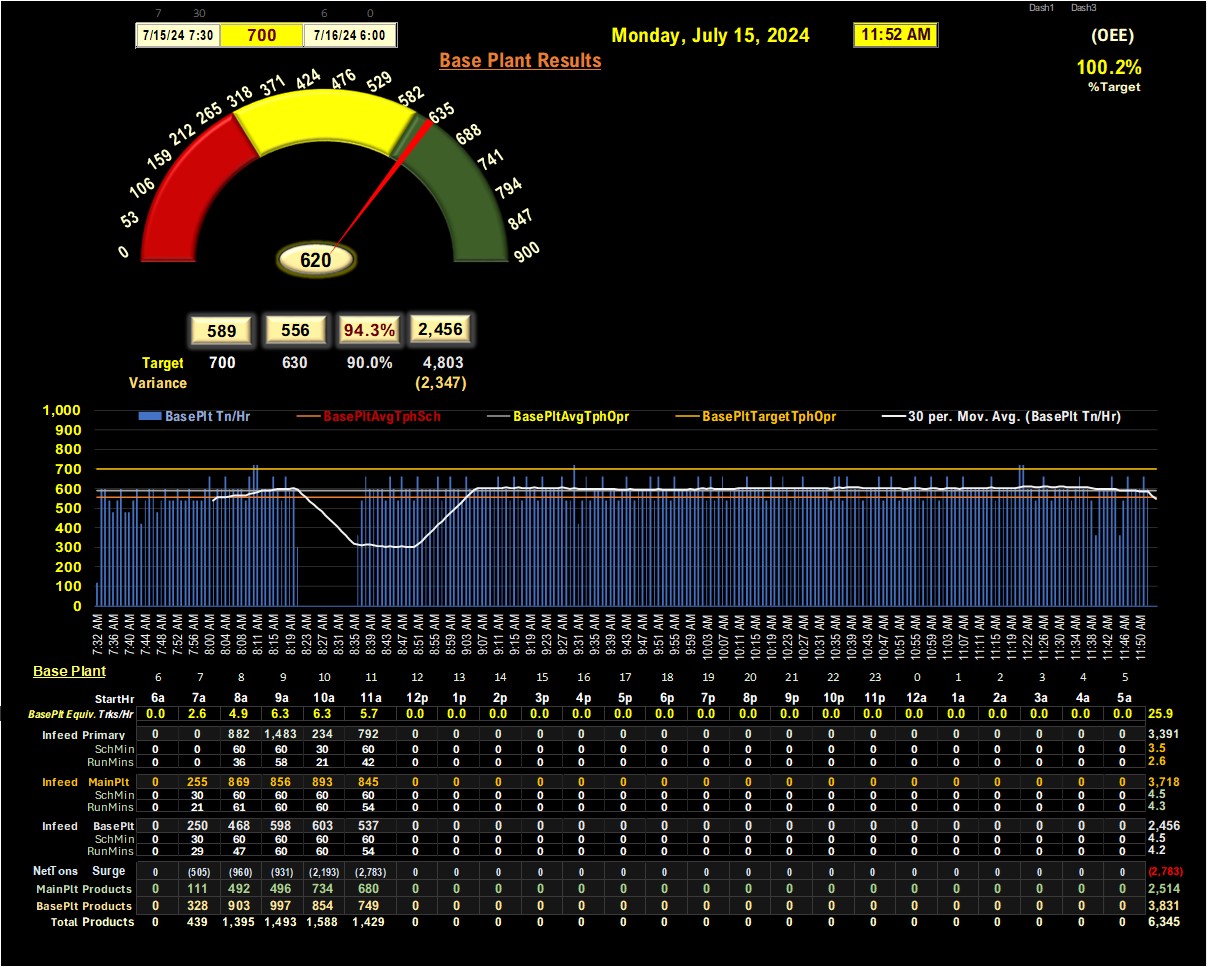 7 30 6 0 Dash1 Dash3
7/15/24 7:30 700 7/16/24 6:00 Monday, July 15, 2024 11:52 AM (OEE)
Base Plant Results
100.2%
%Target
0 53 106 159 212 265 318 371 424 476 529 582 635 688 741 794 847 900
620
589 556 94.3% 2,456
Target 700 630 90.0% 4,803
Variance (2,347)
BasePlt Tn/Hr BasePltAvgTphSch BasePltAvgTphOpr BasePltTargetTphOpr 30 per. Mov. Avg. (BasePlt Tn/Hr)
1,000
900
800
700
600
500
400
300
200
100
0
7:32 AM 7:36 AM 7:40 AM 7:44 AM 7:48 AM 7:52 AM 7:56 AM 8:00 AM 8:04 AM 8:08 AM 8:11 AM 8:15 AM 8:19 AM 8:23 AM 8:27 AM 8:31 AM 8:35 AM 8:39 AM 8:43 AM 8:47 AM 8:51 AM 8:55 AM 8:59 AM 9:03 AM 9:07 AM 9:11 AM 9:15 AM 9:19 AM 9:23 AM 9:27 AM 9:31 AM 9:35 AM 9:39 AM 9:43 AM 9:47 AM 9:51 AM 9:55 AM 9:59 AM 10:03 AM 10:07 AM 10:11 AM 10:15 AM 10:19 AM 10:23 AM 10:27 AM 10:31 AM 10:35 AM 10:39 AM 10:43 AM 10:47 AM 10:51 AM 10:55 AM 10:59 AM 11:03 AM 11:07 AM 11:11 AM 11:15 AM 11:19 AM 11:22 AM 11:26 AM 11:30 AM 11:34 AM 11:38 AM 11:42 AM 11:46 AM 11:50 AM
Base Plant
6 7 8 9 10 11 12 13 14 15 16 17 18 19 20 21 22 23 0 1 2 3 4 5
StartHr 6a 7a 8a 9a 10a 11a 12p 1p 2p 3p 4p 5p 6p 7p 8p 9p 10p 11p 12a 1a 2a 3a 4a 5a
BasePlt Equiv. Trks/Hr 0.0 2.6 4.9 6.3 6.3 5.7 0.0 0.0 0.0 0.0 0.0 0.0 0.0 0.0 0.0 0.0 0.0 0.0 0.0 0.0 0.0 0.0 0.0 0.0 25.9
Infeed Primary 0 0 882 1,483 234 792 0 0 0 0 0 0 0 0 0 0 0 0 0 0 0 0 0 0 3,391
SchMin 0 0 60 60 30 60 0 0 0 0 0 0 0 0 0 0 0 0 0 0 0 0 0 0 3.5
RunMins 0 0 36 58 21 42 0 0 0 0 0 0 0 0 0 0 0 0 0 0 0 0 0 0 2.6
Infeed MainPlt 0 255 869 856 893 845 0 0 0 0 0 0 0 0 0 0 0 0 0 0 0 0 0 0 3,718
SchMin 0 30 60 60 60 60 0 0 0 0 0 0 0 0 0 0 0 0 0 0 0 0 0 0 4.5
RunMins 0 21 61 60 60 54 0 0 0 0 0 0 0 0 0 0 0 0 0 0 0 0 0 0 4.3
Infeed BasePlt 0 250 468 598 603 537 0 0 0 0 0 0 0 0 0 0 0 0 0 0 0 0 0 0 2,456
SchMin 0 30 60 60 60 60 0 0 0 0 0 0 0 0 0 0 0 0 0 0 0 0 0 0 4.5
RunMins 0 29 47 60 60 54 0 0 0 0 0 0 0 0 0 0 0 0 0 0 0 0 0 0 4.2
NetTons Surge 0 (505) (960) (931) (2,193) (2,783) 0 0 0 0 0 0 0 0 0 0 0 0 0 0 0 0 0 0 (2,783)
MainPlt Products 0 111 492 496 734 680 0 0 0 0 0 0 0 0 0 0 0 0 0 0 0 0 0 0 2,514
BasePlt Products 0 328 903 997 854 749 0 0 0 0 0 0 0 0 0 0 0 0 0 0 0 0 0 0 3,831
Total Products 0 439 1,395 1,493 1,588 1,429 0 0 0 0 0 0 0 0 0 0 0 0 0 0 0 0 0 0 6,345